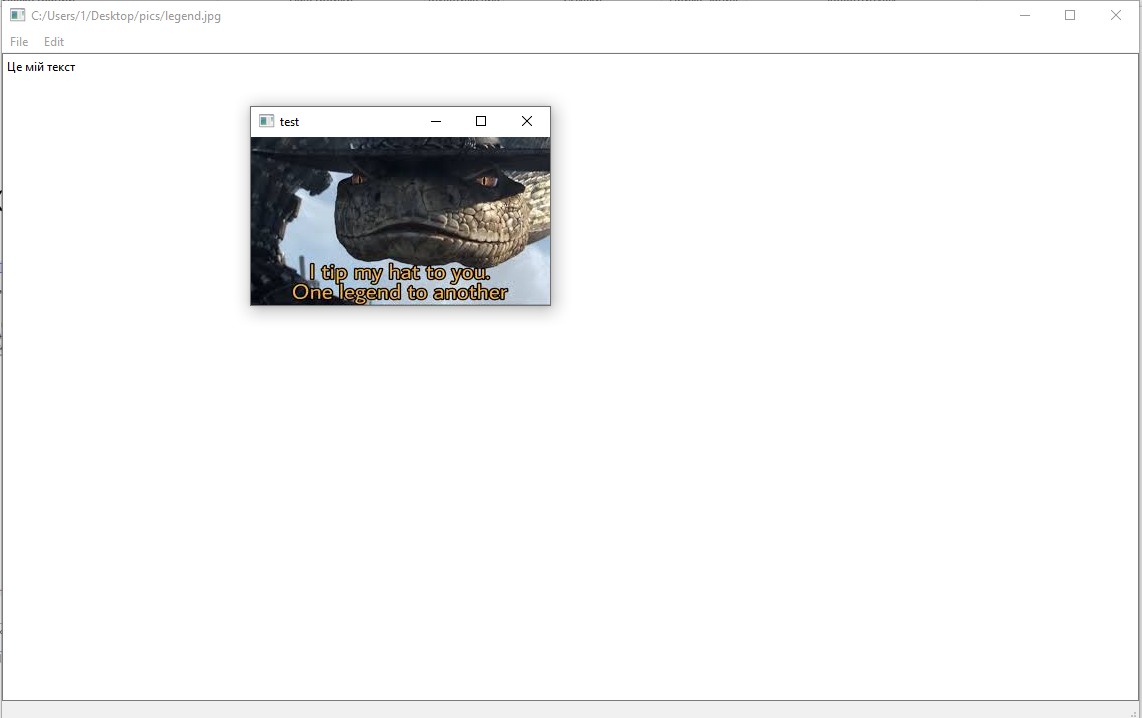 C:/Users/1/Desktop/pics/legend.jpg
File Edit
Це мій текст
test
I tip my hat to you.
One legend to another